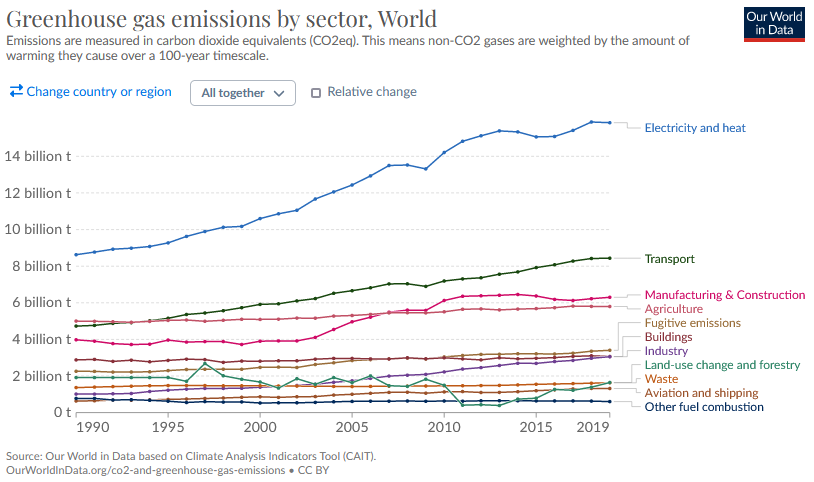 Greenhouse gas emissions by sector, World
Our World
in Data
Emissions are measured in carbon dioxide equivalents (CO2eq). This means non-CO2 gases are weighted by the amount of
warming they cause over a 100-year timescale.
Change country or region
All together
Relative change
14 billion t
12 billion t
10 billion t
8 billion t
6 billion t
4 billion t
2 billion t
0 t
Electricity and heat
Transport
Manufacturing & Construction
Agriculture
Fugitive emissions
Buildings
Industry
Land-use change and forestry
Waste
Aviation and shipping
Other fuel combustion
1990 1995 2000 2005 2010 2015 2019
Source: Our World in Data based on Climate Analysis Indicators Tool (CAIT).
OurWorldInData.org/co2-and-greenhouse-gas-emissions • CC BY